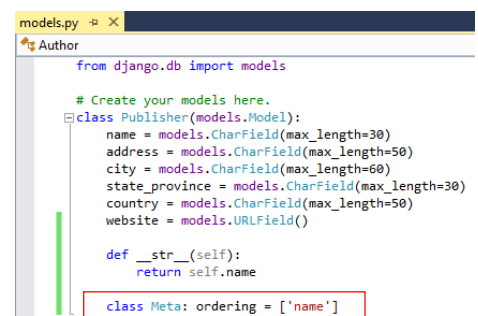 models.py
Author
from django.db import models
# Create your models here.
class Publisher(models.Model):
name = models.CharField(max_length=30)
address = models.CharField(max_length=50)
city = models.CharField(max_length=60)
state_province = models.CharField(max_length=30)
country = models.CharField(max_length=50)
website = models.URLField()
def __str__(self):
return self.name
class Meta: ordering = ['name']